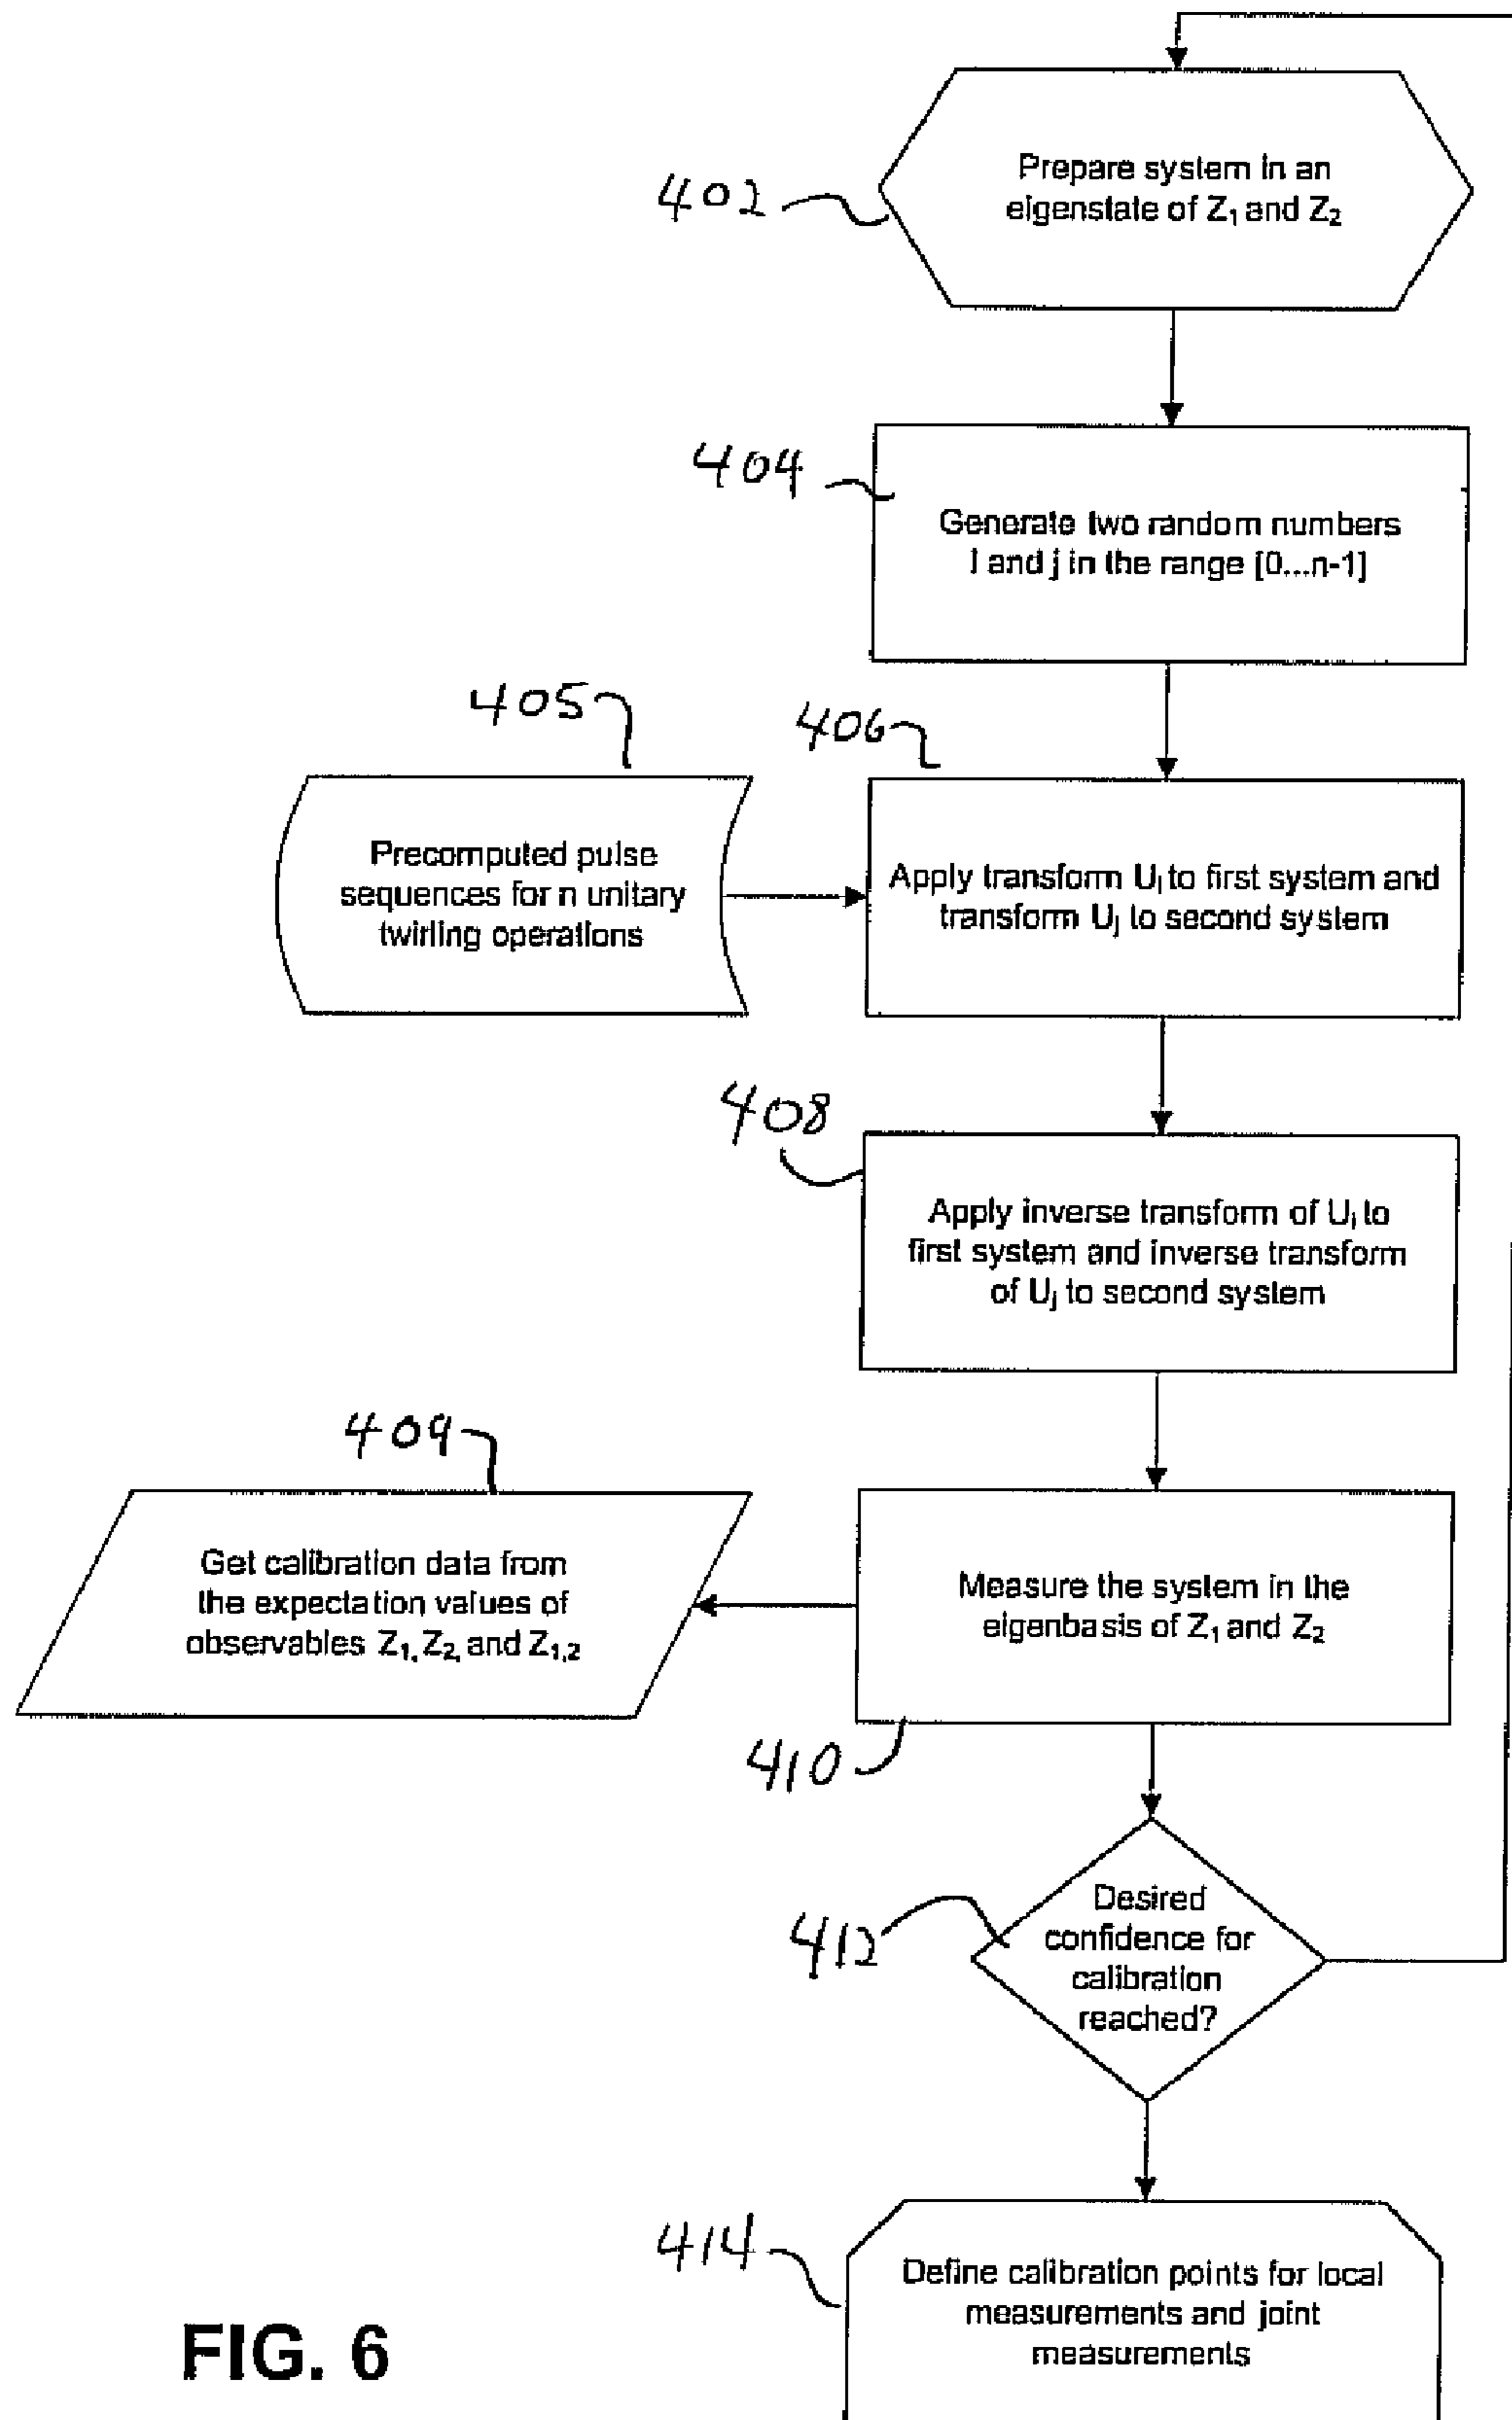 402
Prepare system in an
eigenstate of Z₁ and Z₂
404
Generate two random numbers
i and j in the range [0...n-1]
405
406
Precomputed pulse
sequences for n unitary
twirling operations
Apply transform Uᵢ to first system and
transform Uⱼ to second system
408
Apply inverse transform of Uᵢ to
first system and inverse transform
of Uⱼ to second system
409
Get calibration data from
the expectation values of
observables Z₁, Z₂, and Z₁,₂
Measure the system in the
eigenbasis of Z₁ and Z₂
410
412
Desired
confidence for
calibration
reached?
414
Define calibration points for local
measurements and joint
measurements
FIG. 6